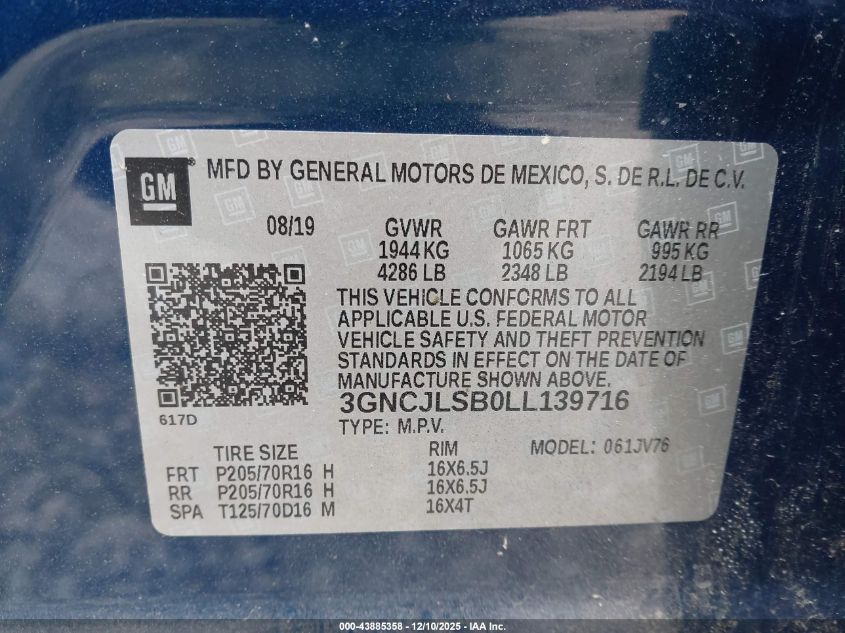 GM
MFD BY GENERAL MOTORS DE MEXICO, S. DE R.L. DE C.V.
08/19 GVWR GAWR FRT GAWR RR
1944 KG 1065 KG 995 KG
4286 LB 2348 LB 2194 LB
THIS VEHICLE CONFORMS TO ALL
APPLICABLE U.S. FEDERAL MOTOR
VEHICLE SAFETY AND THEFT PREVENTION
STANDARDS IN EFFECT ON THE DATE OF
MANUFACTURE SHOWN ABOVE.
617D
3GNCJLSB0LL139716
TYPE: M.P.V.
TIRE SIZE RIM MODEL: 061JV76
FRT P205/70R16 H 16X6.5J
RR P205/70R16 H 16X6.5J
SPA T125/70D16 M 16X4T
000-43885358 - 12/10/2025 - IAA Inc.